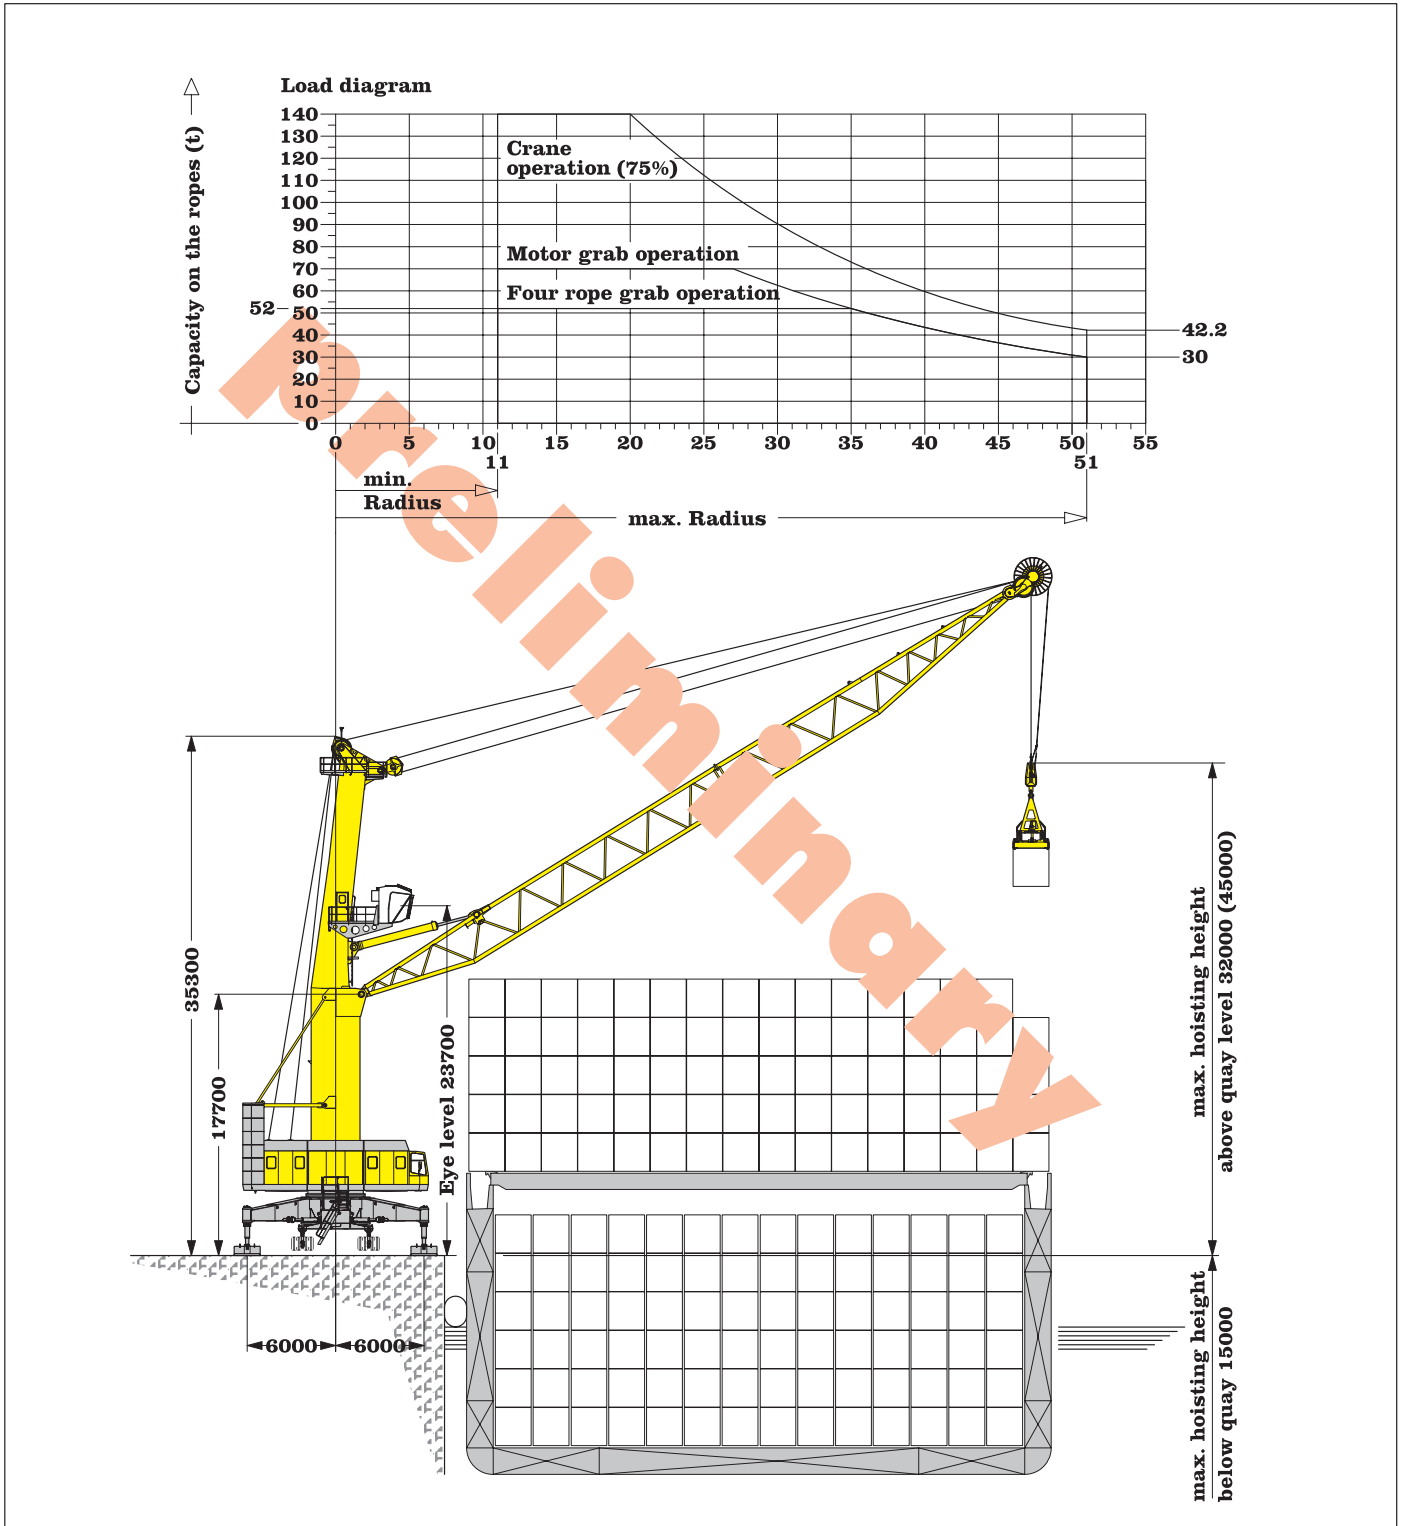 Load diagram
Capacity on the ropes (t)
140
130
120
110
100
90
80
70
60
52
50
40
30
20
10
0
Crane
operation (75%)
Motor grab operation
Four rope grab operation
42.2
30
0 5 10 15 20 25 30 35 40 45 50 55
11 51
min.
Radius
max. Radius
preliminary
35300
17700
Eye level 23700
max. hoisting height
above quay level 32000 (45000)
6000 6000
max. hoisting height
below quay 15000